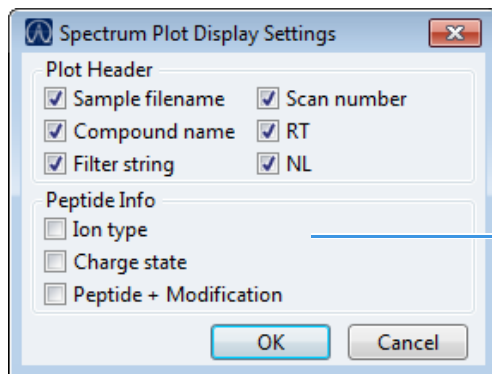 Spectrum Plot Display Settings
Plot Header
Sample filename Scan number
Compound name RT
Filter string NL
Peptide Info
Ion type
Charge state
Peptide + Modification
OK Cancel